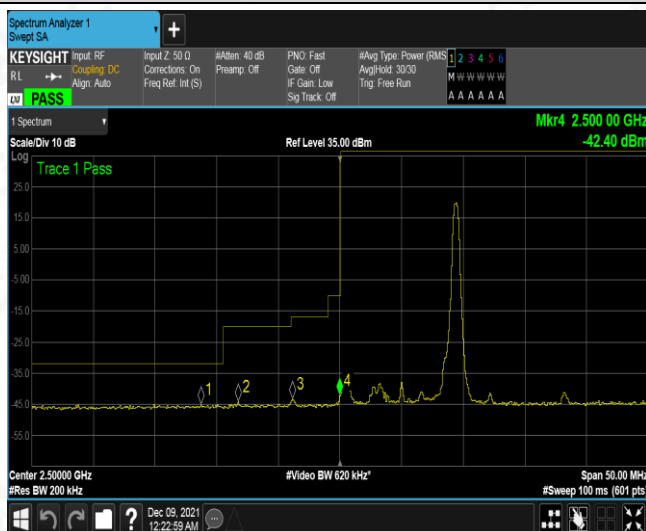 Spectrum Analyzer 1
Swept SA
KEYSIGHT Input: RF
RL Coupling: DC
Align: Auto
Input Z: 50 Ω
Corrections: On
Freq Ref: Int (S)
#Atten: 40 dB
Preamp: Off
PNO: Fast
Gate: Off
IF Gain: Low
Sig Track: Off
#Avg Type: Power (RMS
Avg|Hold: 30/30
Trig: Free Run
1 2 3 4 5 6
M W W W W W
A A A A A A
LXI PASS
1 Spectrum
Scale/Div 10 dB
Ref Level 35.00 dBm
Mkr4 2.500 00 GHz
-42.40 dBm
Log
Trace 1 Pass
25.0
15.0
5.00
-5.00
-15.0
-25.0
-35.0
-45.0
-55.0
1
2
3
4
Center 2.50000 GHz
#Res BW 200 kHz
#Video BW 620 kHz*
Span 50.00 MHz
#Sweep 100 ms (601 pts)
? Dec 09, 2021
12:22:59 AM